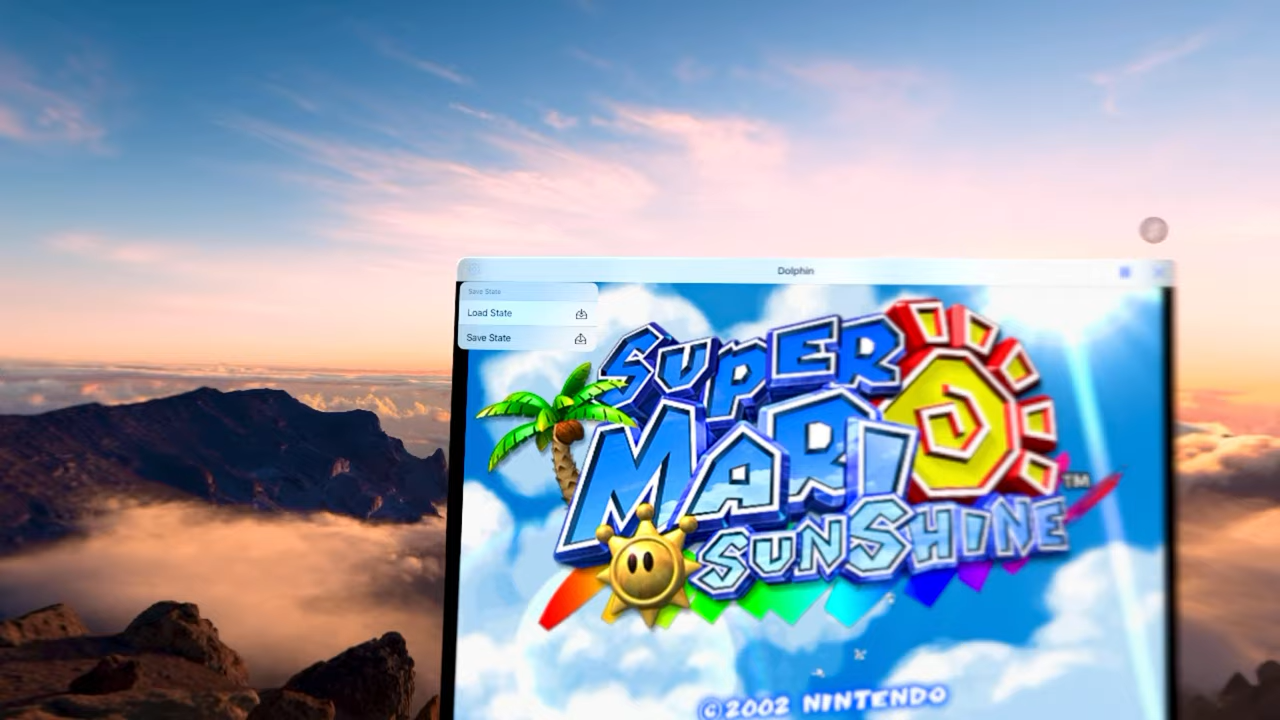 Dolphin
Save State
Load State
Save State
SUPER
MARIO
SUNSHINE
TM
©2002 NINTENDO